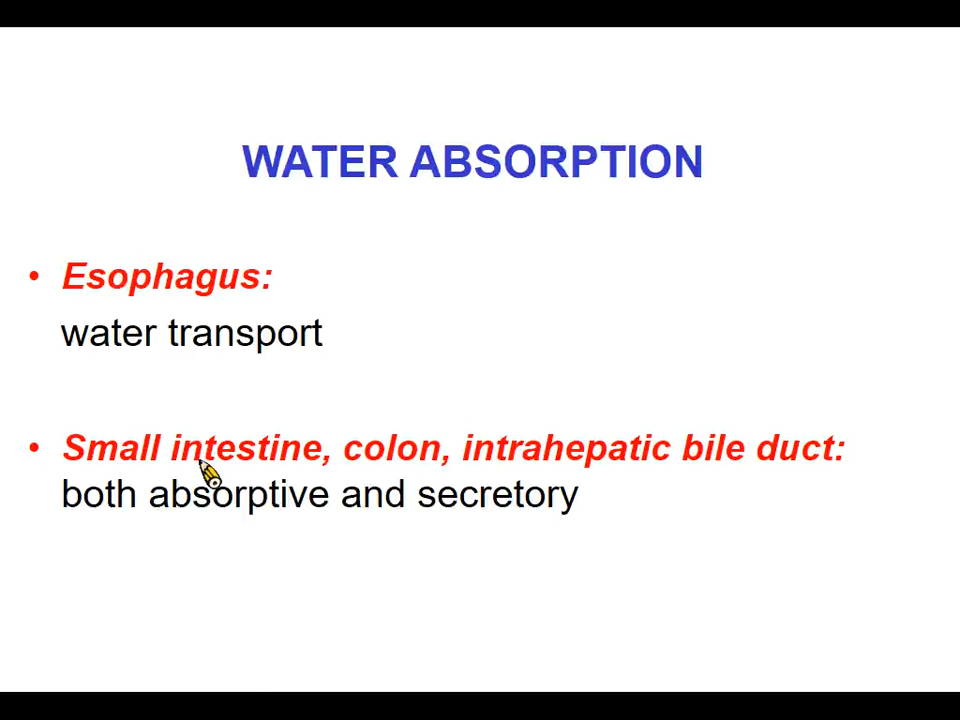 WATER ABSORPTION
• Esophagus:
water transport
• Small intestine, colon, intrahepatic bile duct:
both absorptive and secretory